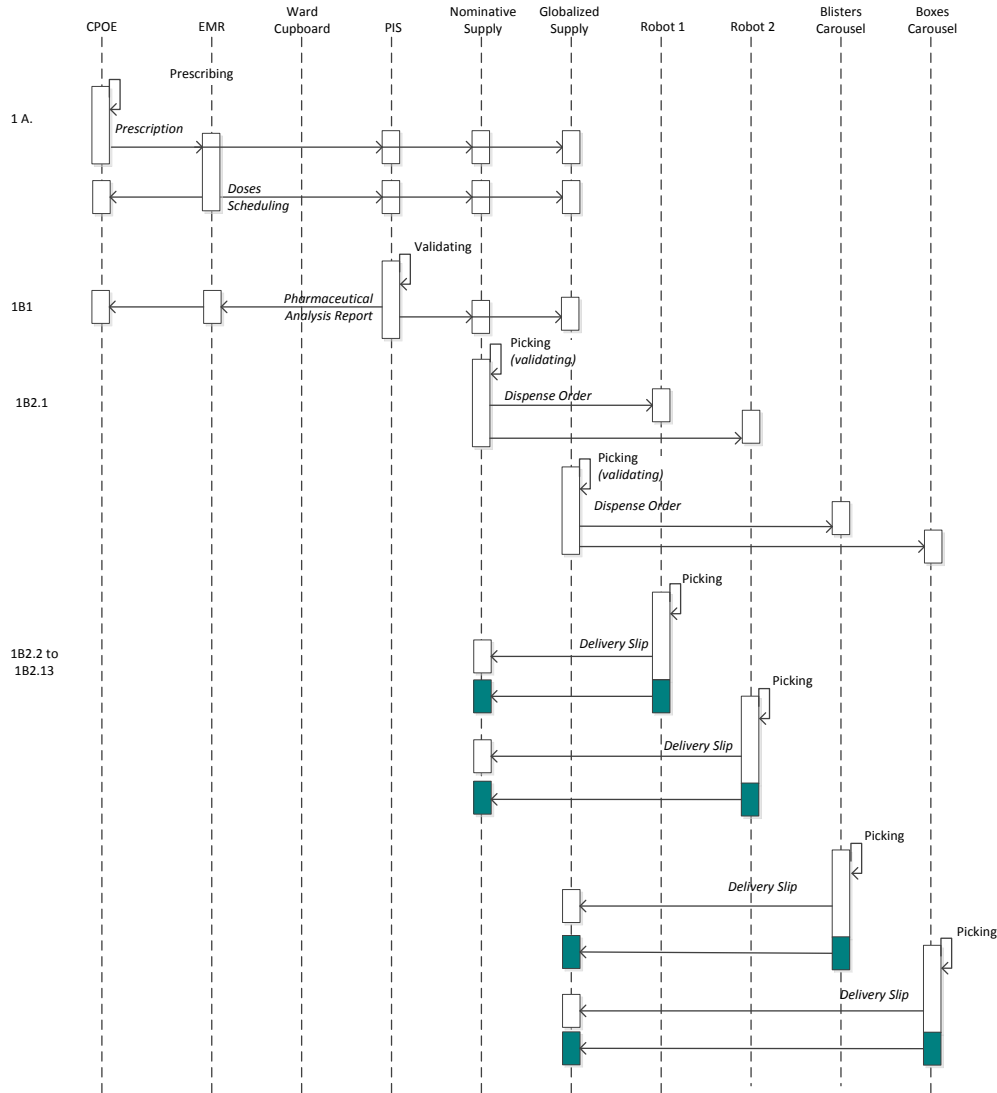 CPOE
EMR
Ward
Cupboard
PIS
Nominative
Supply
Globalized
Supply
Robot 1
Robot 2
Blisters
Carousel
Boxes
Carousel
Prescribing
1 A.
Prescription
Doses
Scheduling
Validating
1B1
Pharmaceutical
Analysis Report
Picking
(validating)
1B2.1
Dispense Order
Picking
(validating)
Dispense Order
Picking
1B2.2 to
1B2.13
Delivery Slip
Picking
Delivery Slip
Picking
Delivery Slip
Picking
Delivery Slip